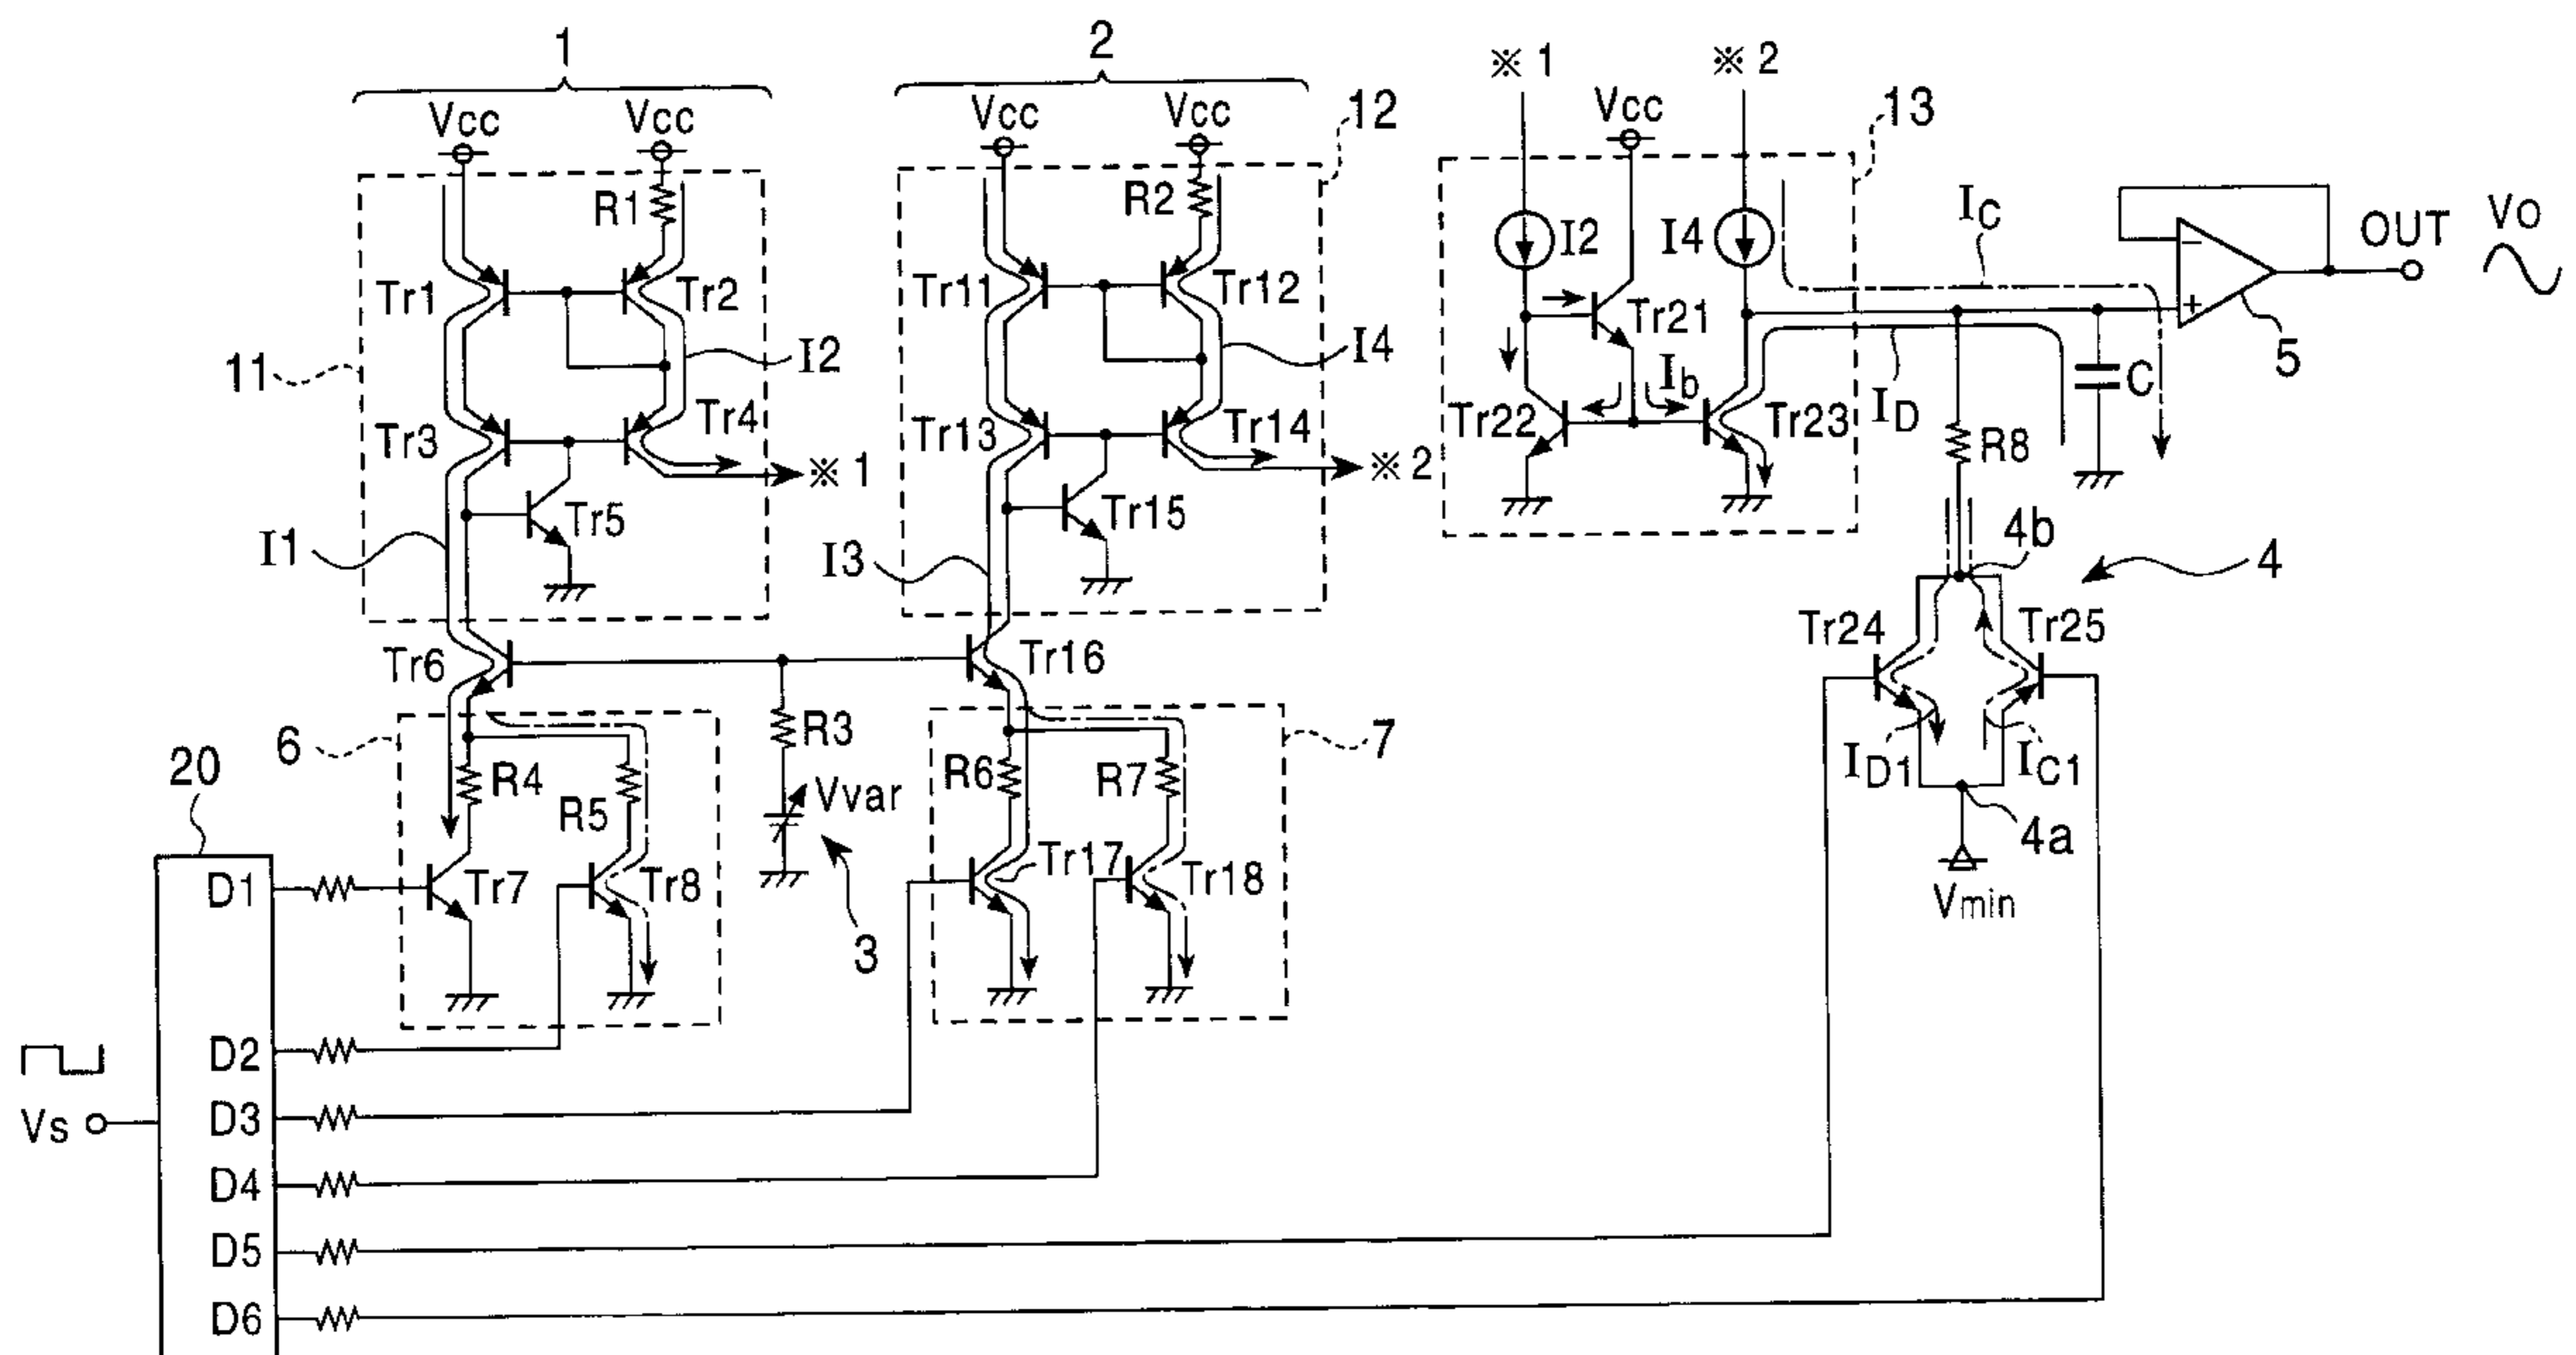 1
2
※1
※2
Vcc
Vcc
Vcc
Vcc
Vcc
12
13
R1
R2
I2
I4
IC
OUT
VO
Tr1
Tr2
Tr11
Tr12
Tr21
−
+
5
11
I2
I4
Ib
ID
C
Tr3
Tr4
Tr13
Tr14
Tr22
Tr23
R8
※1
※2
Tr5
Tr15
I1
I3
4b
4
Tr6
Tr16
Tr24
Tr25
6
R3
7
20
R4
R5
Vvar
R6
R7
ID1
IC1
4a
D1
Tr7
Tr8
3
Tr17
Tr18
Vmin
D2
Vs
D3
D4
D5
D6